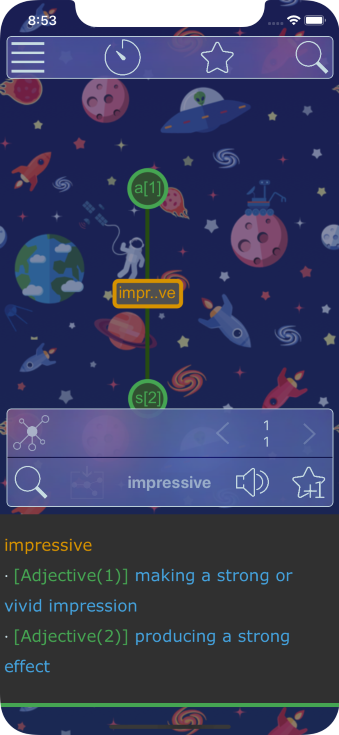 8:53
a[1]
impr..ve
s[2]
1
1
impressive
+1
impressive
· [Adjective(1)] making a strong or
vivid impression
· [Adjective(2)] producing a strong
effect